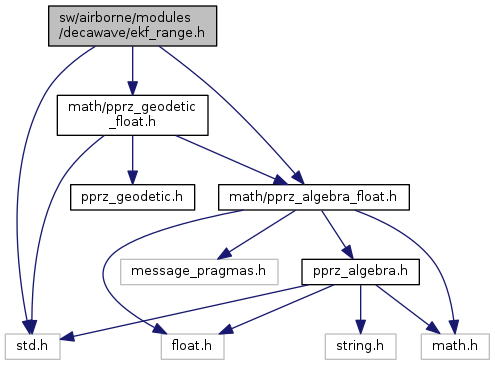 sw/airborne/modules
/decawave/ekf_range.h
math/pprz_geodetic
_float.h
pprz_geodetic.h
math/pprz_algebra_float.h
message_pragmas.h
pprz_algebra.h
std.h
float.h
string.h
math.h